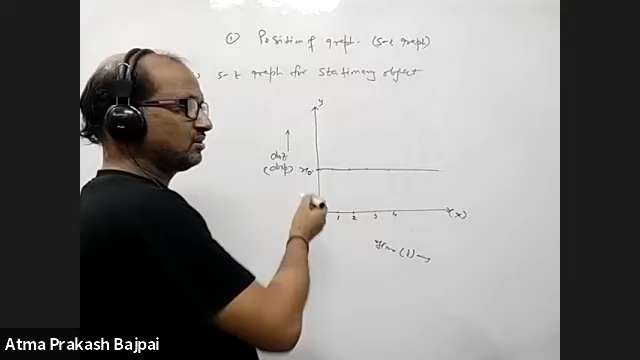 ① Position of graph. (s-t graph)
s-t graph for stationary object
y
dist
(disp) x₀
1 2 3 4 (x)
Time (t) →
Atma Prakash Bajpai